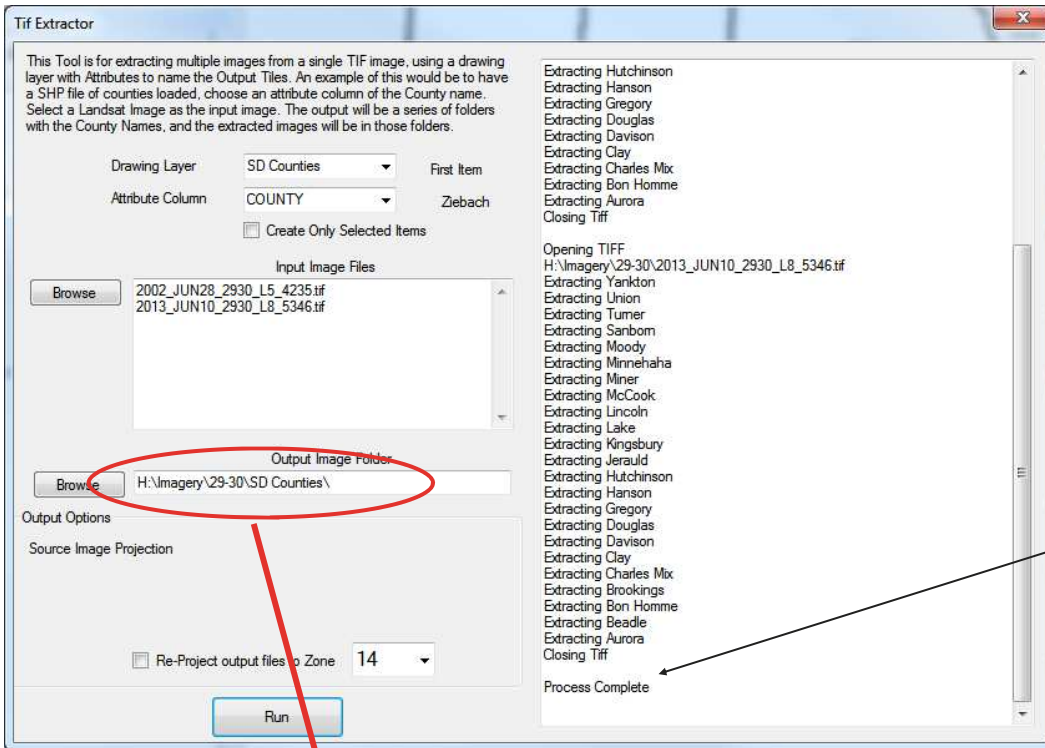 Tif Extractor
This Tool is for extracting multiple images from a single TIF image, using a drawing
layer with Attributes to name the Output Tiles. An example of this would be to have
a SHP file of counties loaded, choose an attribute column of the County name.
Select a Landsat Image as the input image. The output will be a series of folders
with the County Names, and the extracted images will be in those folders.
Drawing Layer SD Counties First Item
Attribute Column COUNTY Ziebach
Create Only Selected Items
Input Image Files
Browse
2002_JUN28_2930_L5_4235.tif
2013_JUN10_2930_L8_5346.tif
Output Image Folder
Browse H:\Imagery\29-30\SD Counties\
Output Options
Source Image Projection
Re-Project output files to Zone 14
Run
Extracting Hutchinson
Extracting Hanson
Extracting Gregory
Extracting Douglas
Extracting Davison
Extracting Clay
Extracting Charles Mix
Extracting Bon Homme
Extracting Aurora
Closing Tiff
Opening TIFF
H:\Imagery\29-30\2013_JUN10_2930_L8_5346.tif
Extracting Yankton
Extracting Union
Extracting Turner
Extracting Sanborn
Extracting Moody
Extracting Minnehaha
Extracting Miner
Extracting McCook
Extracting Lincoln
Extracting Lake
Extracting Kingsbury
Extracting Jerauld
Extracting Hutchinson
Extracting Hanson
Extracting Gregory
Extracting Douglas
Extracting Davison
Extracting Clay
Extracting Charles Mix
Extracting Brookings
Extracting Bon Homme
Extracting Beadle
Extracting Aurora
Closing Tiff
Process Complete